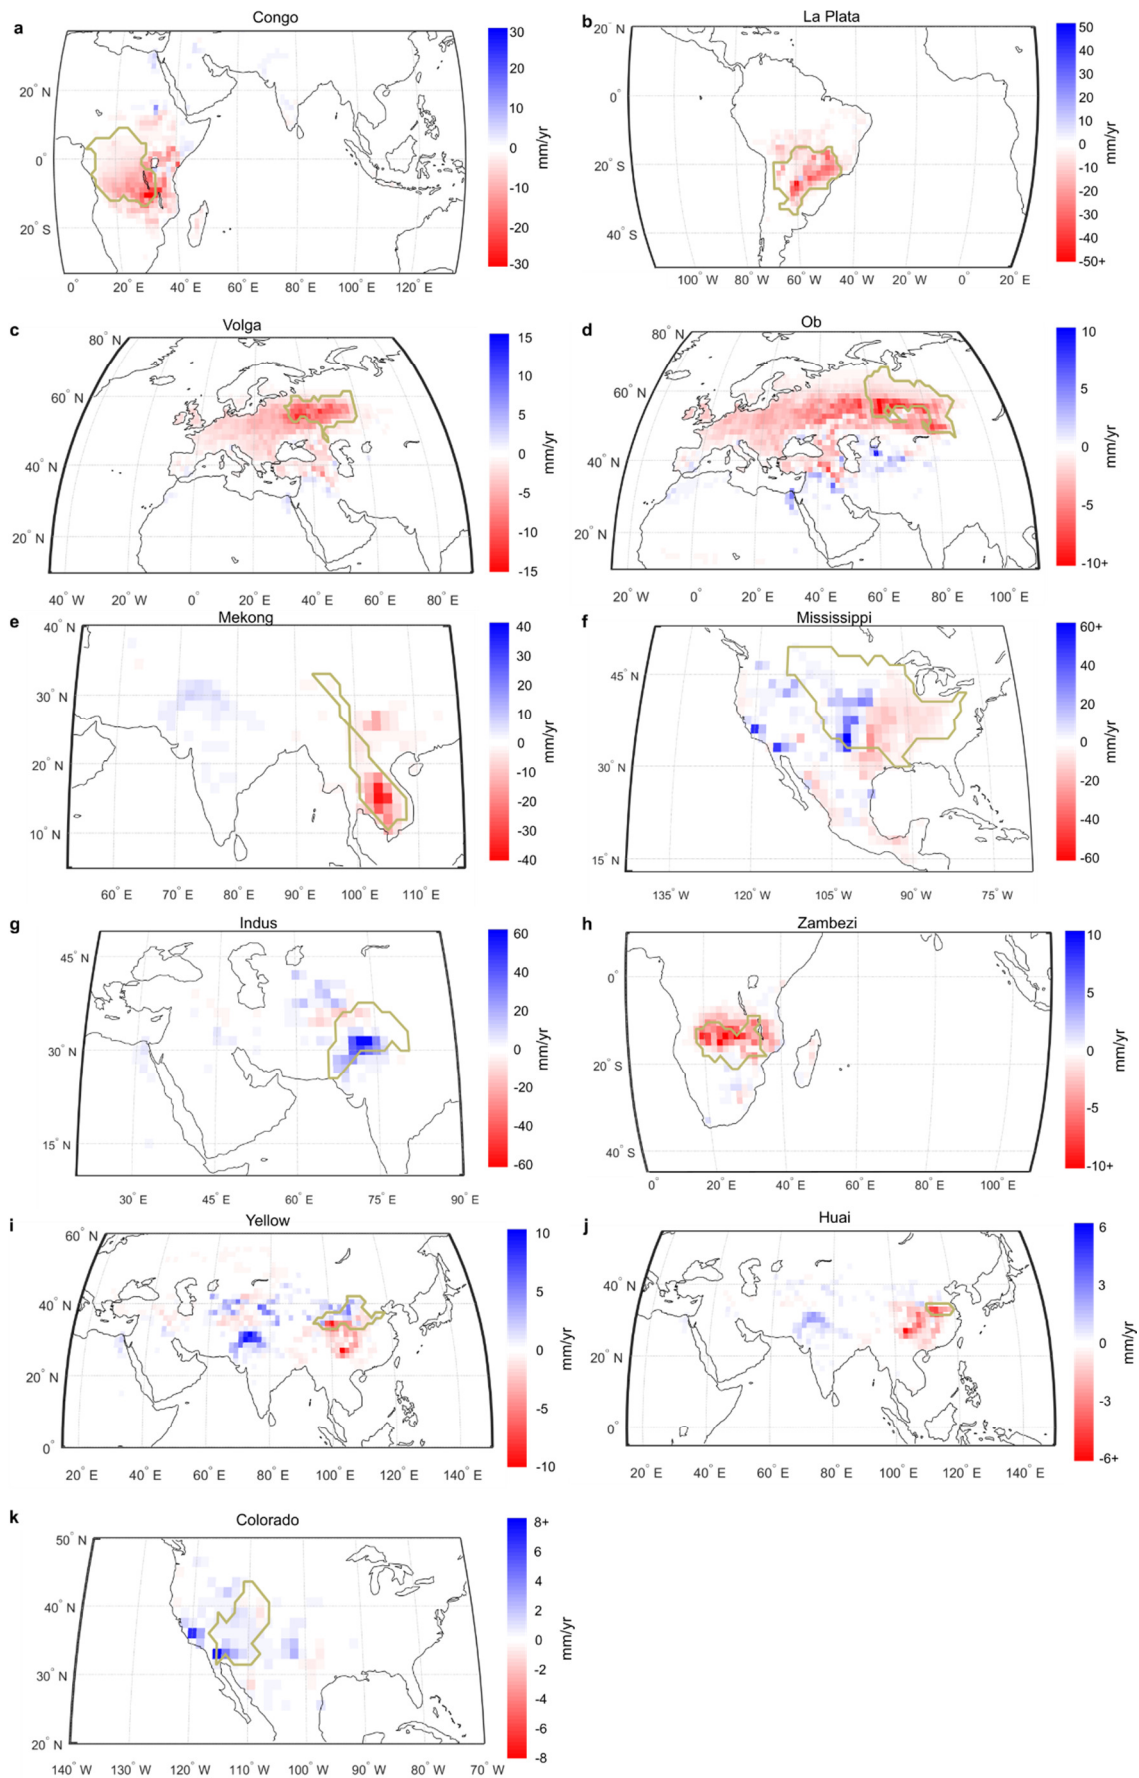 a
Congo
30
20
10
0
-10
-20
-30
mm/yr
20° N
0°
20° S
0° 20° E 40° E 60° E 80° E 100° E 120° E
b
La Plata
50
40
30
20
10
0
-10
-20
-30
-40
-50+
mm/yr
20° N
0°
20° S
40° S
100° W 80° W 60° W 40° W 20° W 0° 20° E
c
Volga
15
10
5
0
-5
-10
-15
mm/yr
80° N
60° N
40° N
20° N
40° W 20° W 0° 20° E 40° E 60° E 80° E
d
Ob
10
5
0
-5
-10+
mm/yr
80° N
60° N
40° N
20° N
20° W 0° 20° E 40° E 60° E 80° E 100° E
e
Mekong
40
30
20
10
0
-10
-20
-30
-40
mm/yr
40° N
30° N
20° N
10° N
60° E 70° E 80° E 90° E 100° E 110° E
f
Mississippi
60+
40
20
0
-20
-40
-60
mm/yr
45° N
30° N
15° N
135° W 120° W 105° W 90° W 75° W
g
Indus
60
40
20
0
-20
-40
-60
mm/yr
45° N
30° N
15° N
30° E 45° E 60° E 75° E 90° E
h
Zambezi
10
5
0
-5
-10+
mm/yr
0°
20° S
40° S
0° 20° E 40° E 60° E 80° E 100° E
i
Yellow
10
5
0
-5
-10
mm/yr
60° N
40° N
20° N
0°
20° E 40° E 60° E 80° E 100° E 120° E 140° E
j
Huai
6
3
0
-3
-6+
mm/yr
40° N
20° N
0°
20° E 40° E 60° E 80° E 100° E 120° E 140° E
k
Colorado
8+
6
4
2
0
-2
-4
-6
-8
mm/yr
50° N
40° N
30° N
20° N
140° W 130° W 120° W 110° W 100° W 90° W 80° W 70° W